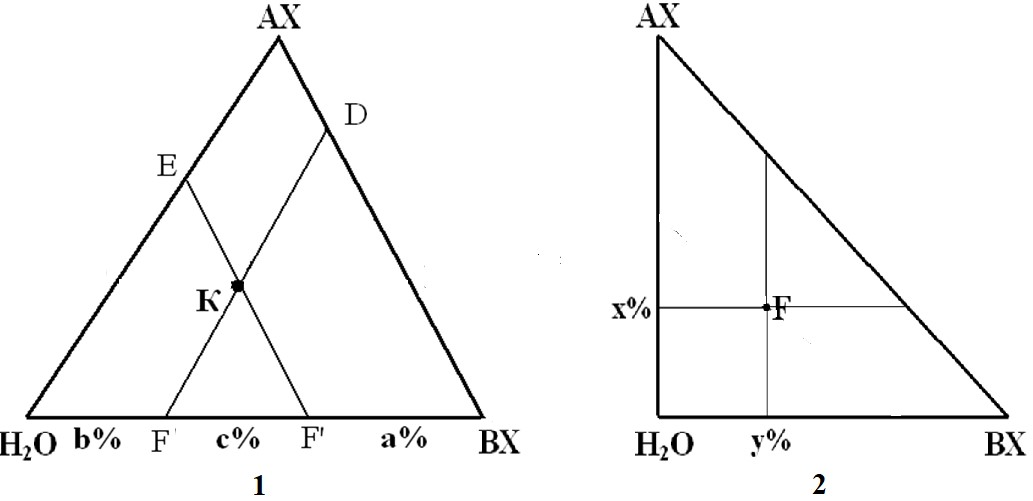 AX
D
E
K
H₂O b% F' c% F' a% BX
1
AX
x% F
H₂O y% BX
2